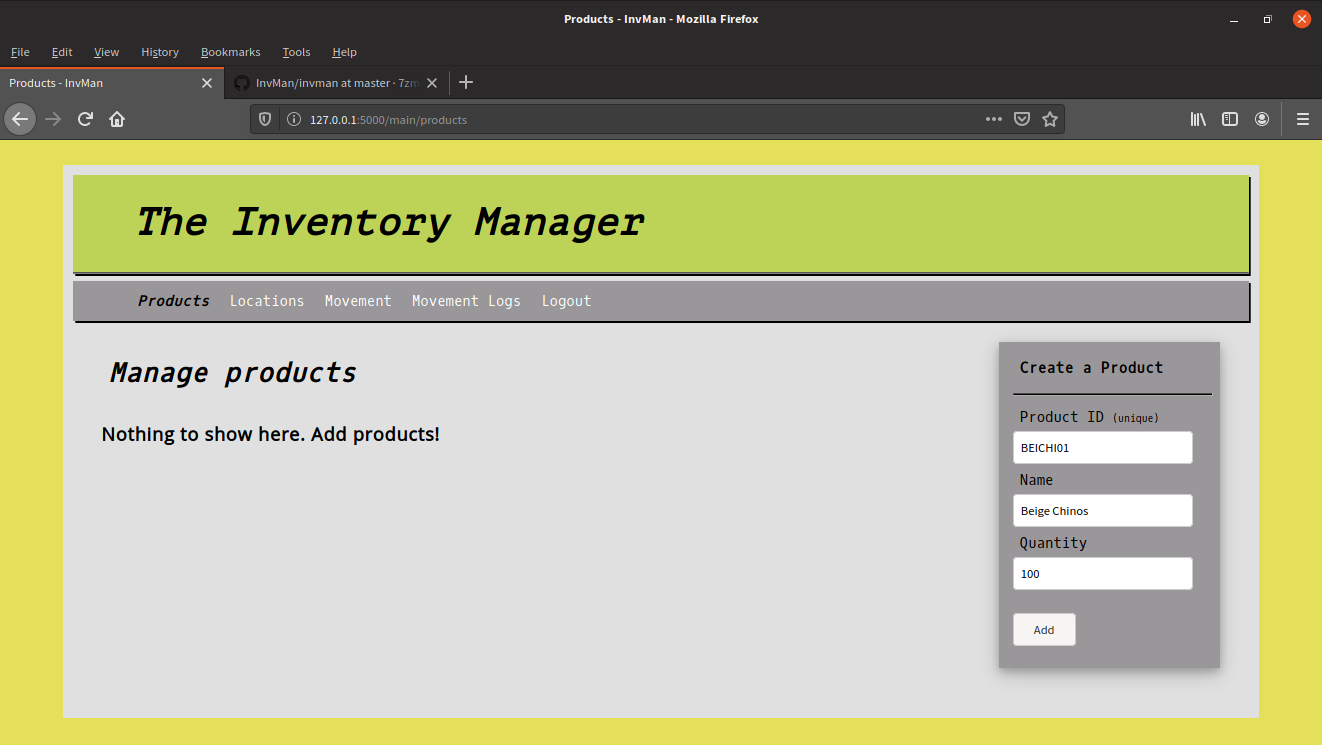 Products - InvMan - Mozilla Firefox
File Edit View History Bookmarks Tools Help
Products - InvMan InvMan/invman at master · 7zm
127.0.0.1:5000/main/products
The Inventory Manager
Products Locations Movement Movement Logs Logout
Manage products
Nothing to show here. Add products!
Create a Product
Product ID (unique)
BEICHI01
Name
Beige Chinos
Quantity
100
Add